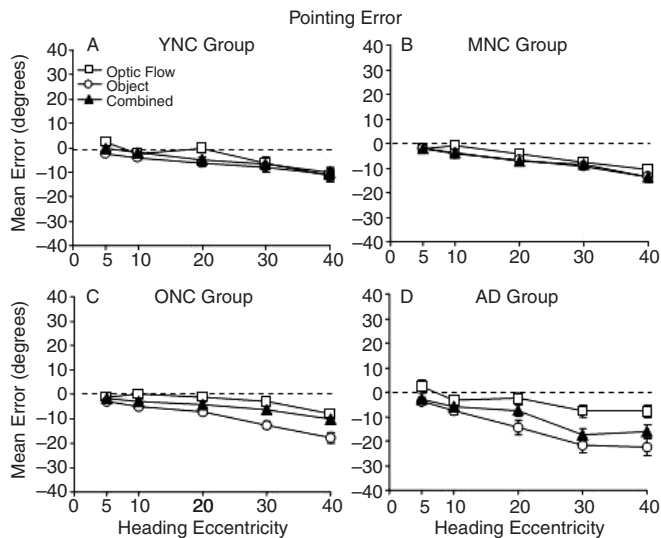 Pointing Error
A YNC Group
B MNC Group
40
30
20
10
0
−10
−20
−30
−40
Mean Error (degrees)
Optic Flow
Object
Combined
0 5 10 20 30 40
40
30
20
10
0
−10
−20
−30
−40
0 5 10 20 30 40
C ONC Group
D AD Group
40
30
20
10
0
−10
−20
−30
−40
Mean Error (degrees)
0 5 10 20 30 40
Heading Eccentricity
40
30
20
10
0
−10
−20
−30
−40
0 5 10 20 30 40
Heading Eccentricity